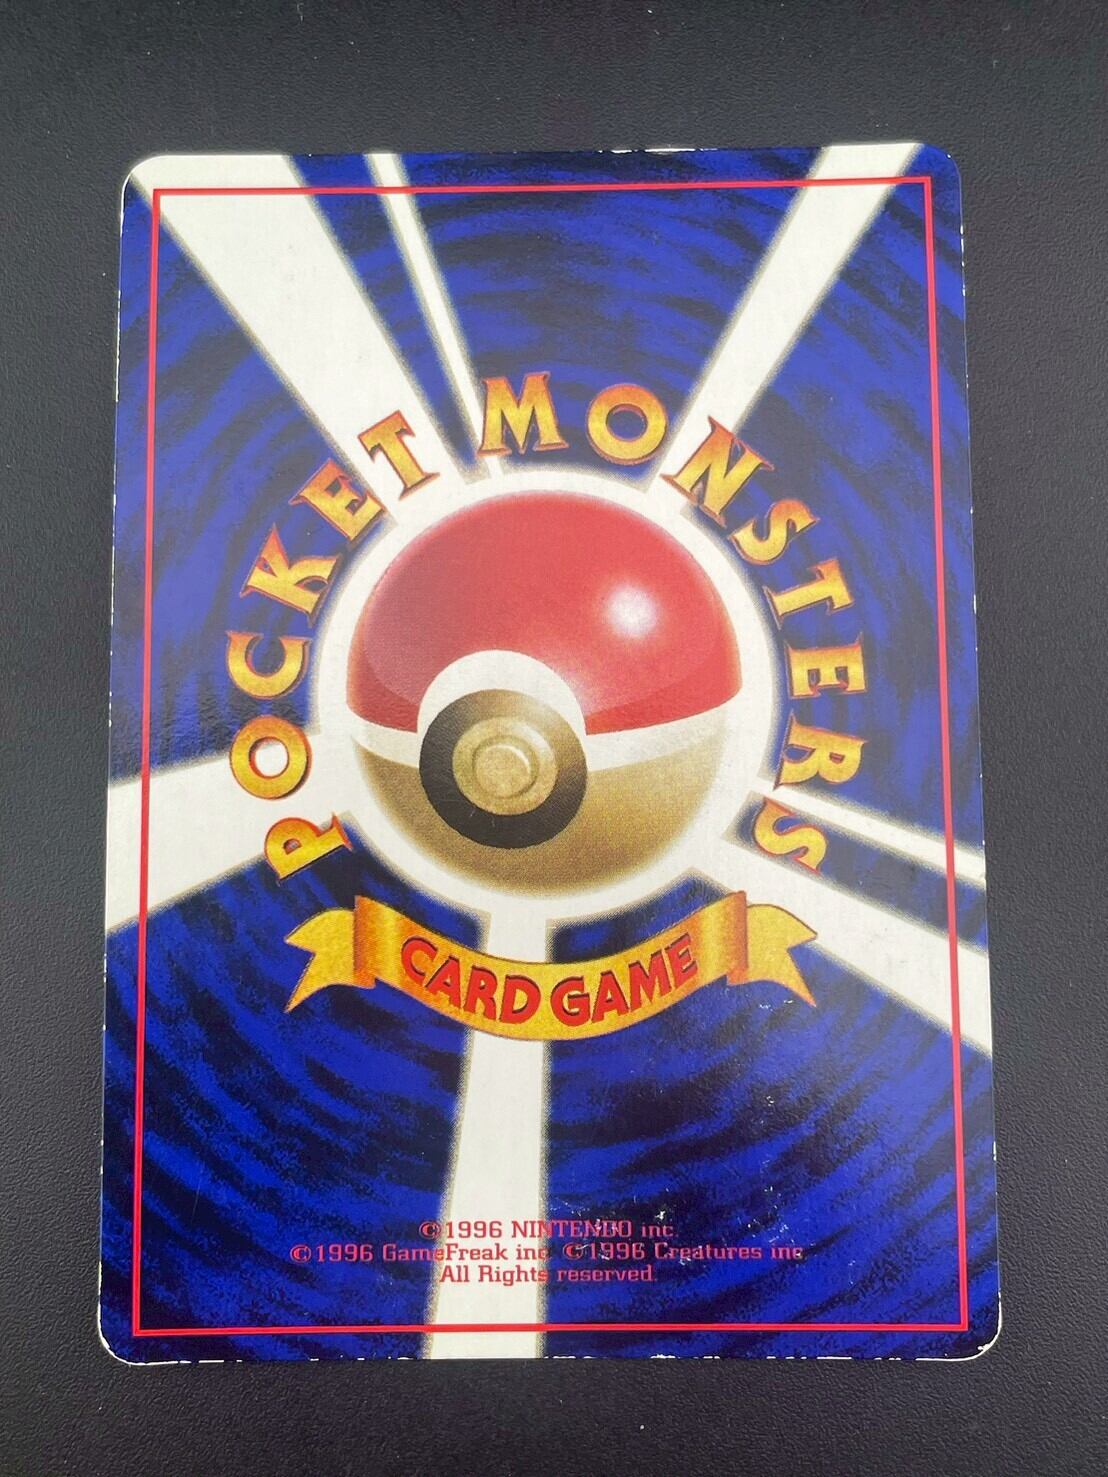 POCKET MONSTERS
CARD GAME
©1996 NINTENDO inc.
©1996 GameFreak inc. ©1996 Creatures inc.
All Rights reserved.